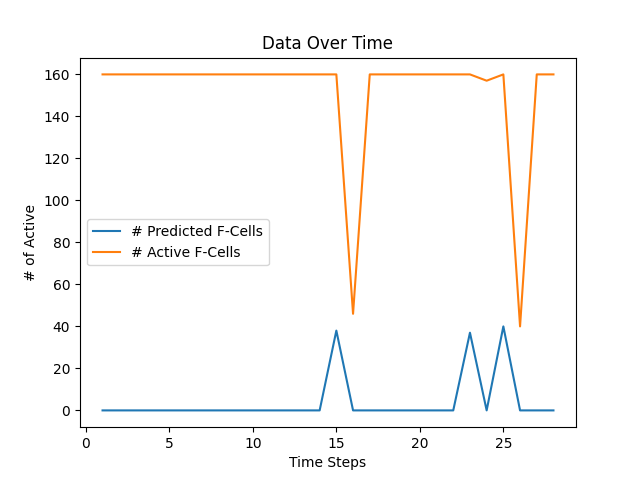 Data Over Time
160
140
120
100
80
60
40
20
0
# of Active
# Predicted F-Cells
# Active F-Cells
0 5 10 15 20 25
Time Steps